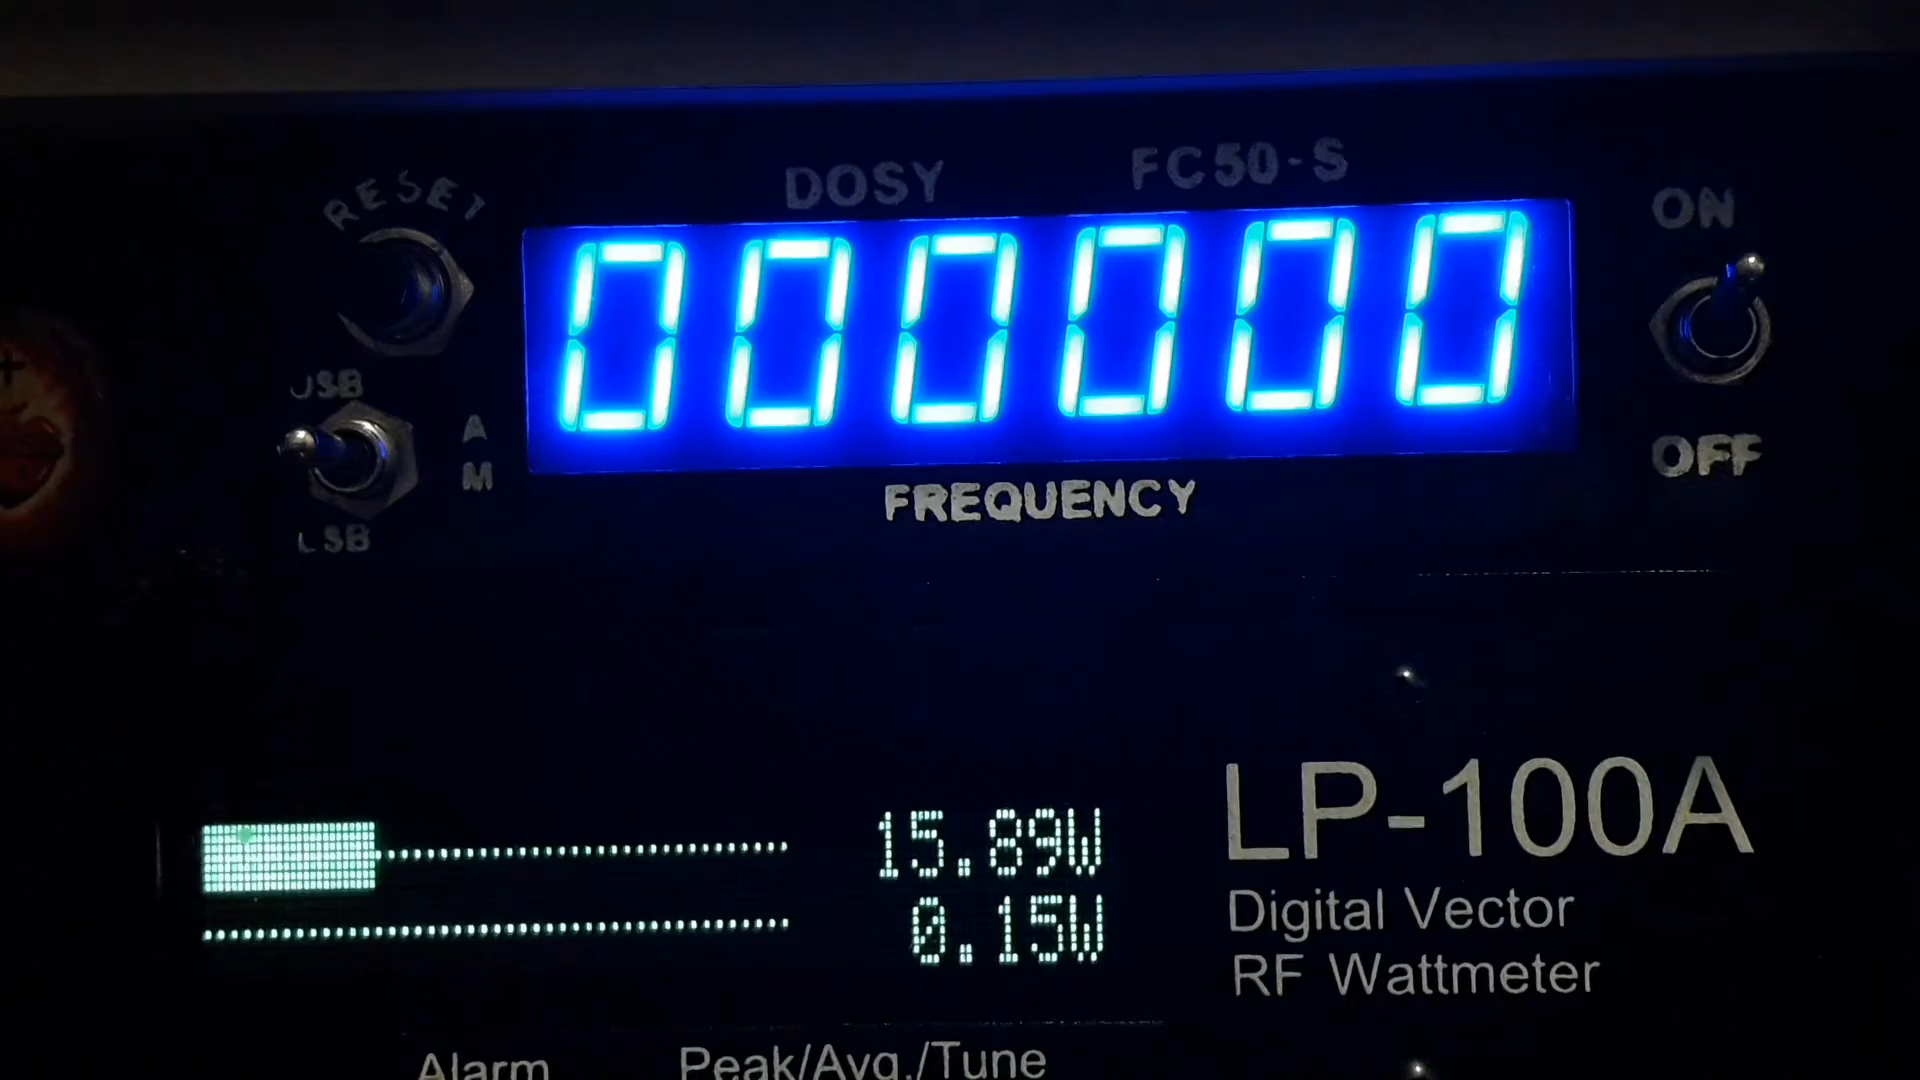 DOSY FC50-S
RESET
ON
000000
USB
A
M
OFF
FREQUENCY
LSB
LP-100A
15.89W
0.15W
Digital Vector
RF Wattmeter
Alarm Peak/Avg./Tune